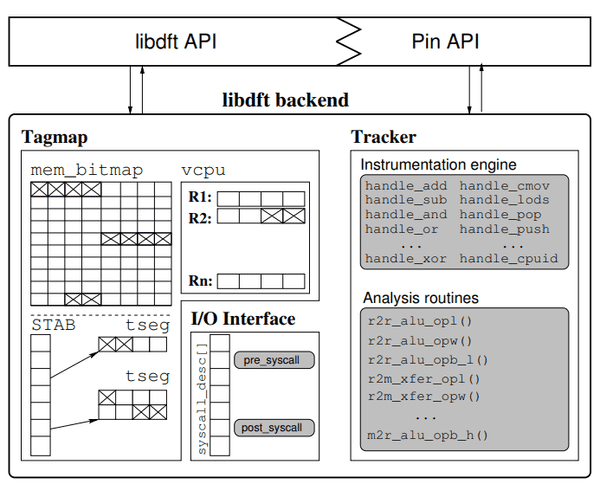 libdft API
Pin API
libdft backend
Tagmap
mem_bitmap
vcpu
R1:
R2:
Rn:
STAB
tseg
tseg
I/O Interface
syscall_desc[]
pre_syscall
post_syscall
Tracker
Instrumentation engine
handle_add handle_cmov
handle_sub handle_lods
handle_and handle_pop
handle_or handle_push
... ...
handle_xor handle_cpuid
Analysis routines
r2r_alu_opl()
r2r_alu_opw()
r2r_alu_opb_l()
r2m_xfer_opl()
r2m_xfer_opw()
...
m2r_alu_opb_h()